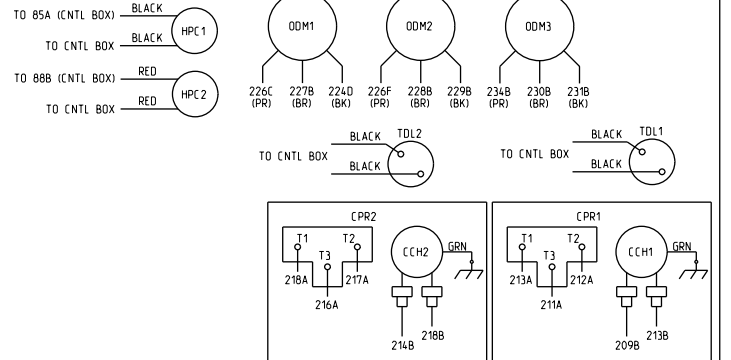 TO 85A (CNTL BOX) BLACK
HPC1
TO CNTL BOX BLACK
TO 88B (CNTL BOX) RED
HPC2
TO CNTL BOX RED
ODM1 ODM2 ODM3
226C 227B 224D 226F 228B 229B 234B 230B 231B
(PR) (BR) (BK) (PR) (BR) (BK) (PR) (BR) (BK)
BLACK TDL2 BLACK TDL1
TO CNTL BOX TO CNTL BOX
BLACK BLACK
CPR2 CPR1
T1 T2 T1 T2
T3 CCH2 GRN T3 CCH1 GRN
218A 217A 213A 212A
216A 211A
214B 218B 209B 213B